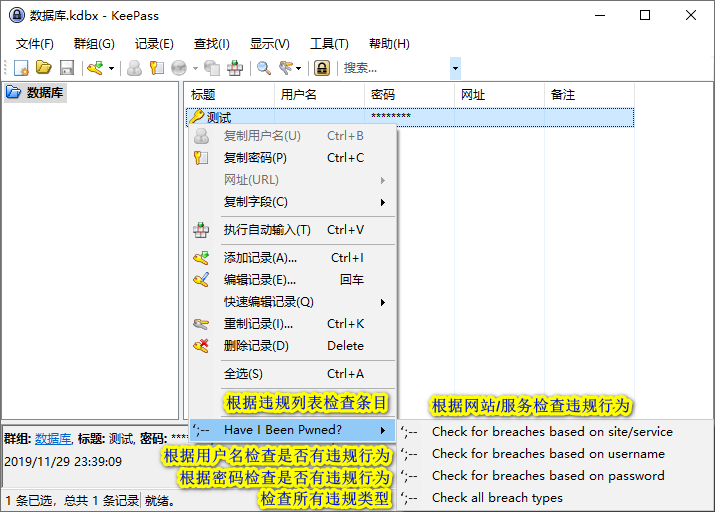 数据库.kdbx - KeePass
文件(F) 群组(G) 记录(E) 查找(I) 显示(V) 工具(T) 帮助(H)
搜索...
数据库
标题 用户名 密码 网址 备注
测试 ********
复制用户名(U) Ctrl+B
复制密码(P) Ctrl+C
网址(URL)
复制字段(C)
执行自动输入(T) Ctrl+V
添加记录(A)... Ctrl+I
编辑记录(E)... 回车
快速编辑记录(Q)
重制记录(I)... Ctrl+K
删除记录(D) Delete
全选(S) Ctrl+A
根据违规列表检查条目
根据网站/服务检查违规行为
‘;-- Have I Been Pwned?
‘;-- Check for breaches based on site/service
‘;-- Check for breaches based on username
‘;-- Check for breaches based on password
‘;-- Check all breach types
根据用户名检查是否有违规行为
根据密码检查是否有违规行为
检查所有违规类型
群组: 数据库, 标题: 测试, 密码: ***
2019/11/29 23:39:09
1 条已选，总共 1 条记录 就绪。